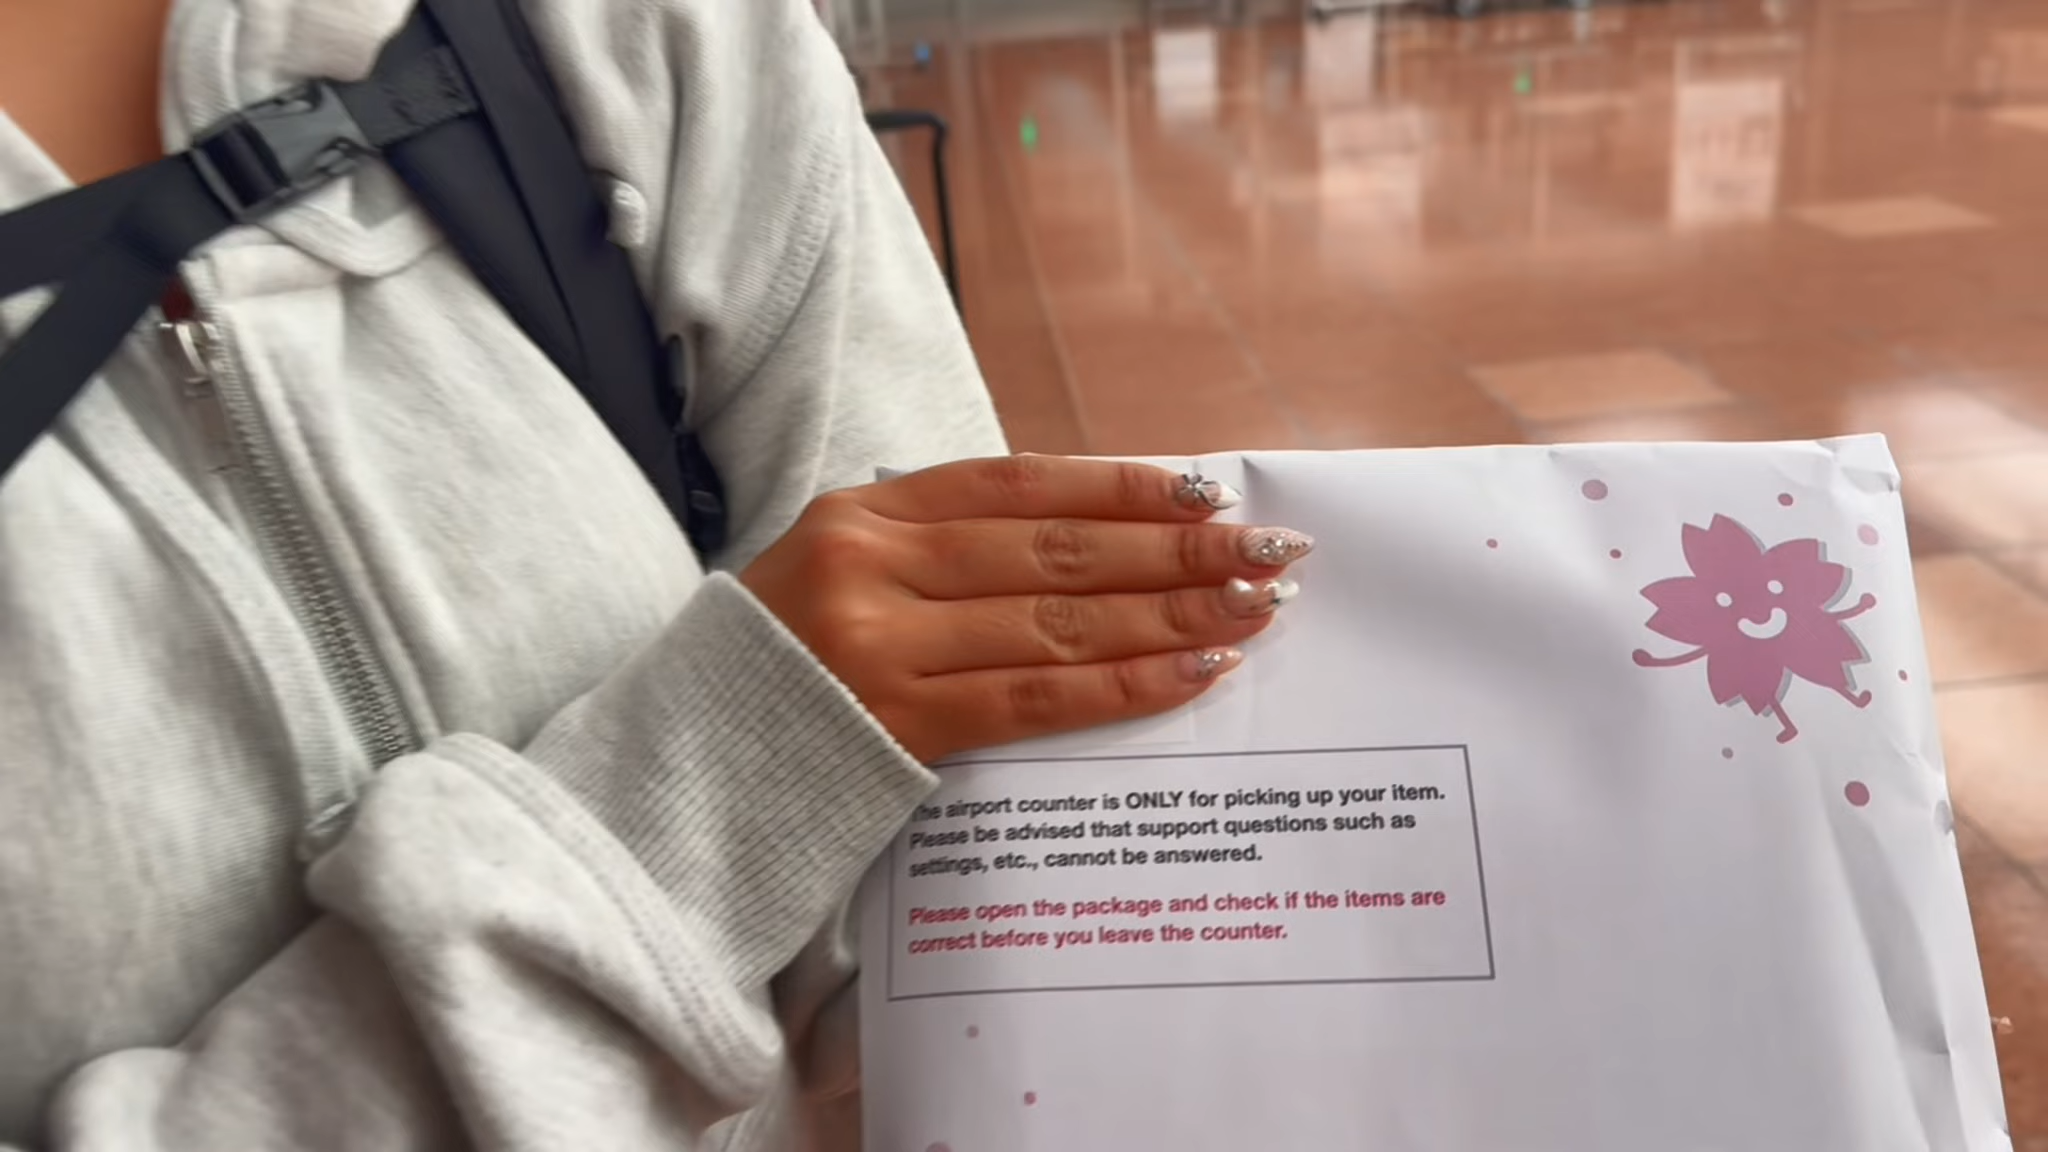 The airport counter is ONLY for picking up your item.
Please be advised that support questions such as
settings, etc., cannot be answered.
Please open the package and check if the items are
correct before you leave the counter.